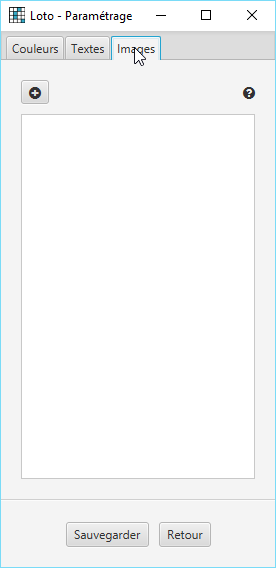 Loto - Paramétrage
Couleurs Textes Images
Sauvegarder Retour